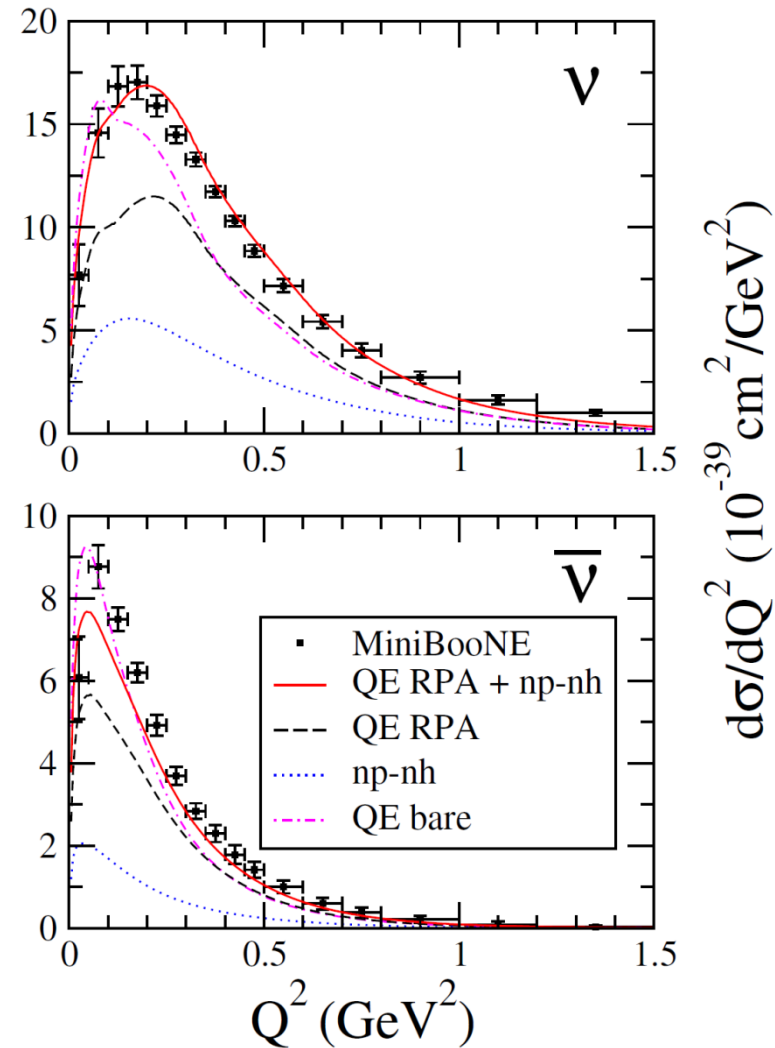 20
15
10
5
0
ν
0 0.5 1 1.5
10
8
6
4
2
0
ν̅
MiniBooNE
QE RPA + np-nh
QE RPA
np-nh
QE bare
0 0.5 1 1.5
Q² (GeV²)
dσ/dQ² (10⁻³⁹ cm²/GeV²)